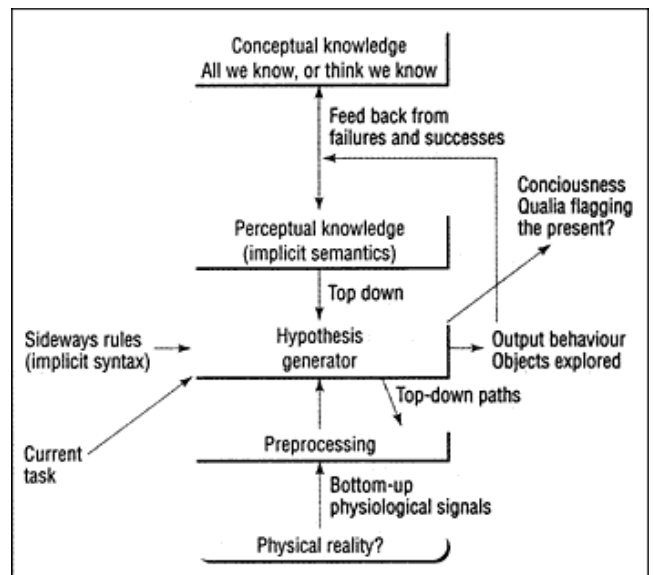 Conceptual knowledge
All we know, or think we know
Feed back from
failures and successes
Conciousness
Qualia flagging
the present?
Perceptual knowledge
(implicit semantics)
Top down
Sideways rules
(implicit syntax)
Hypothesis
generator
Output behaviour
Objects explored
Top-down paths
Current
task
Preprocessing
Bottom-up
physiological signals
Physical reality?